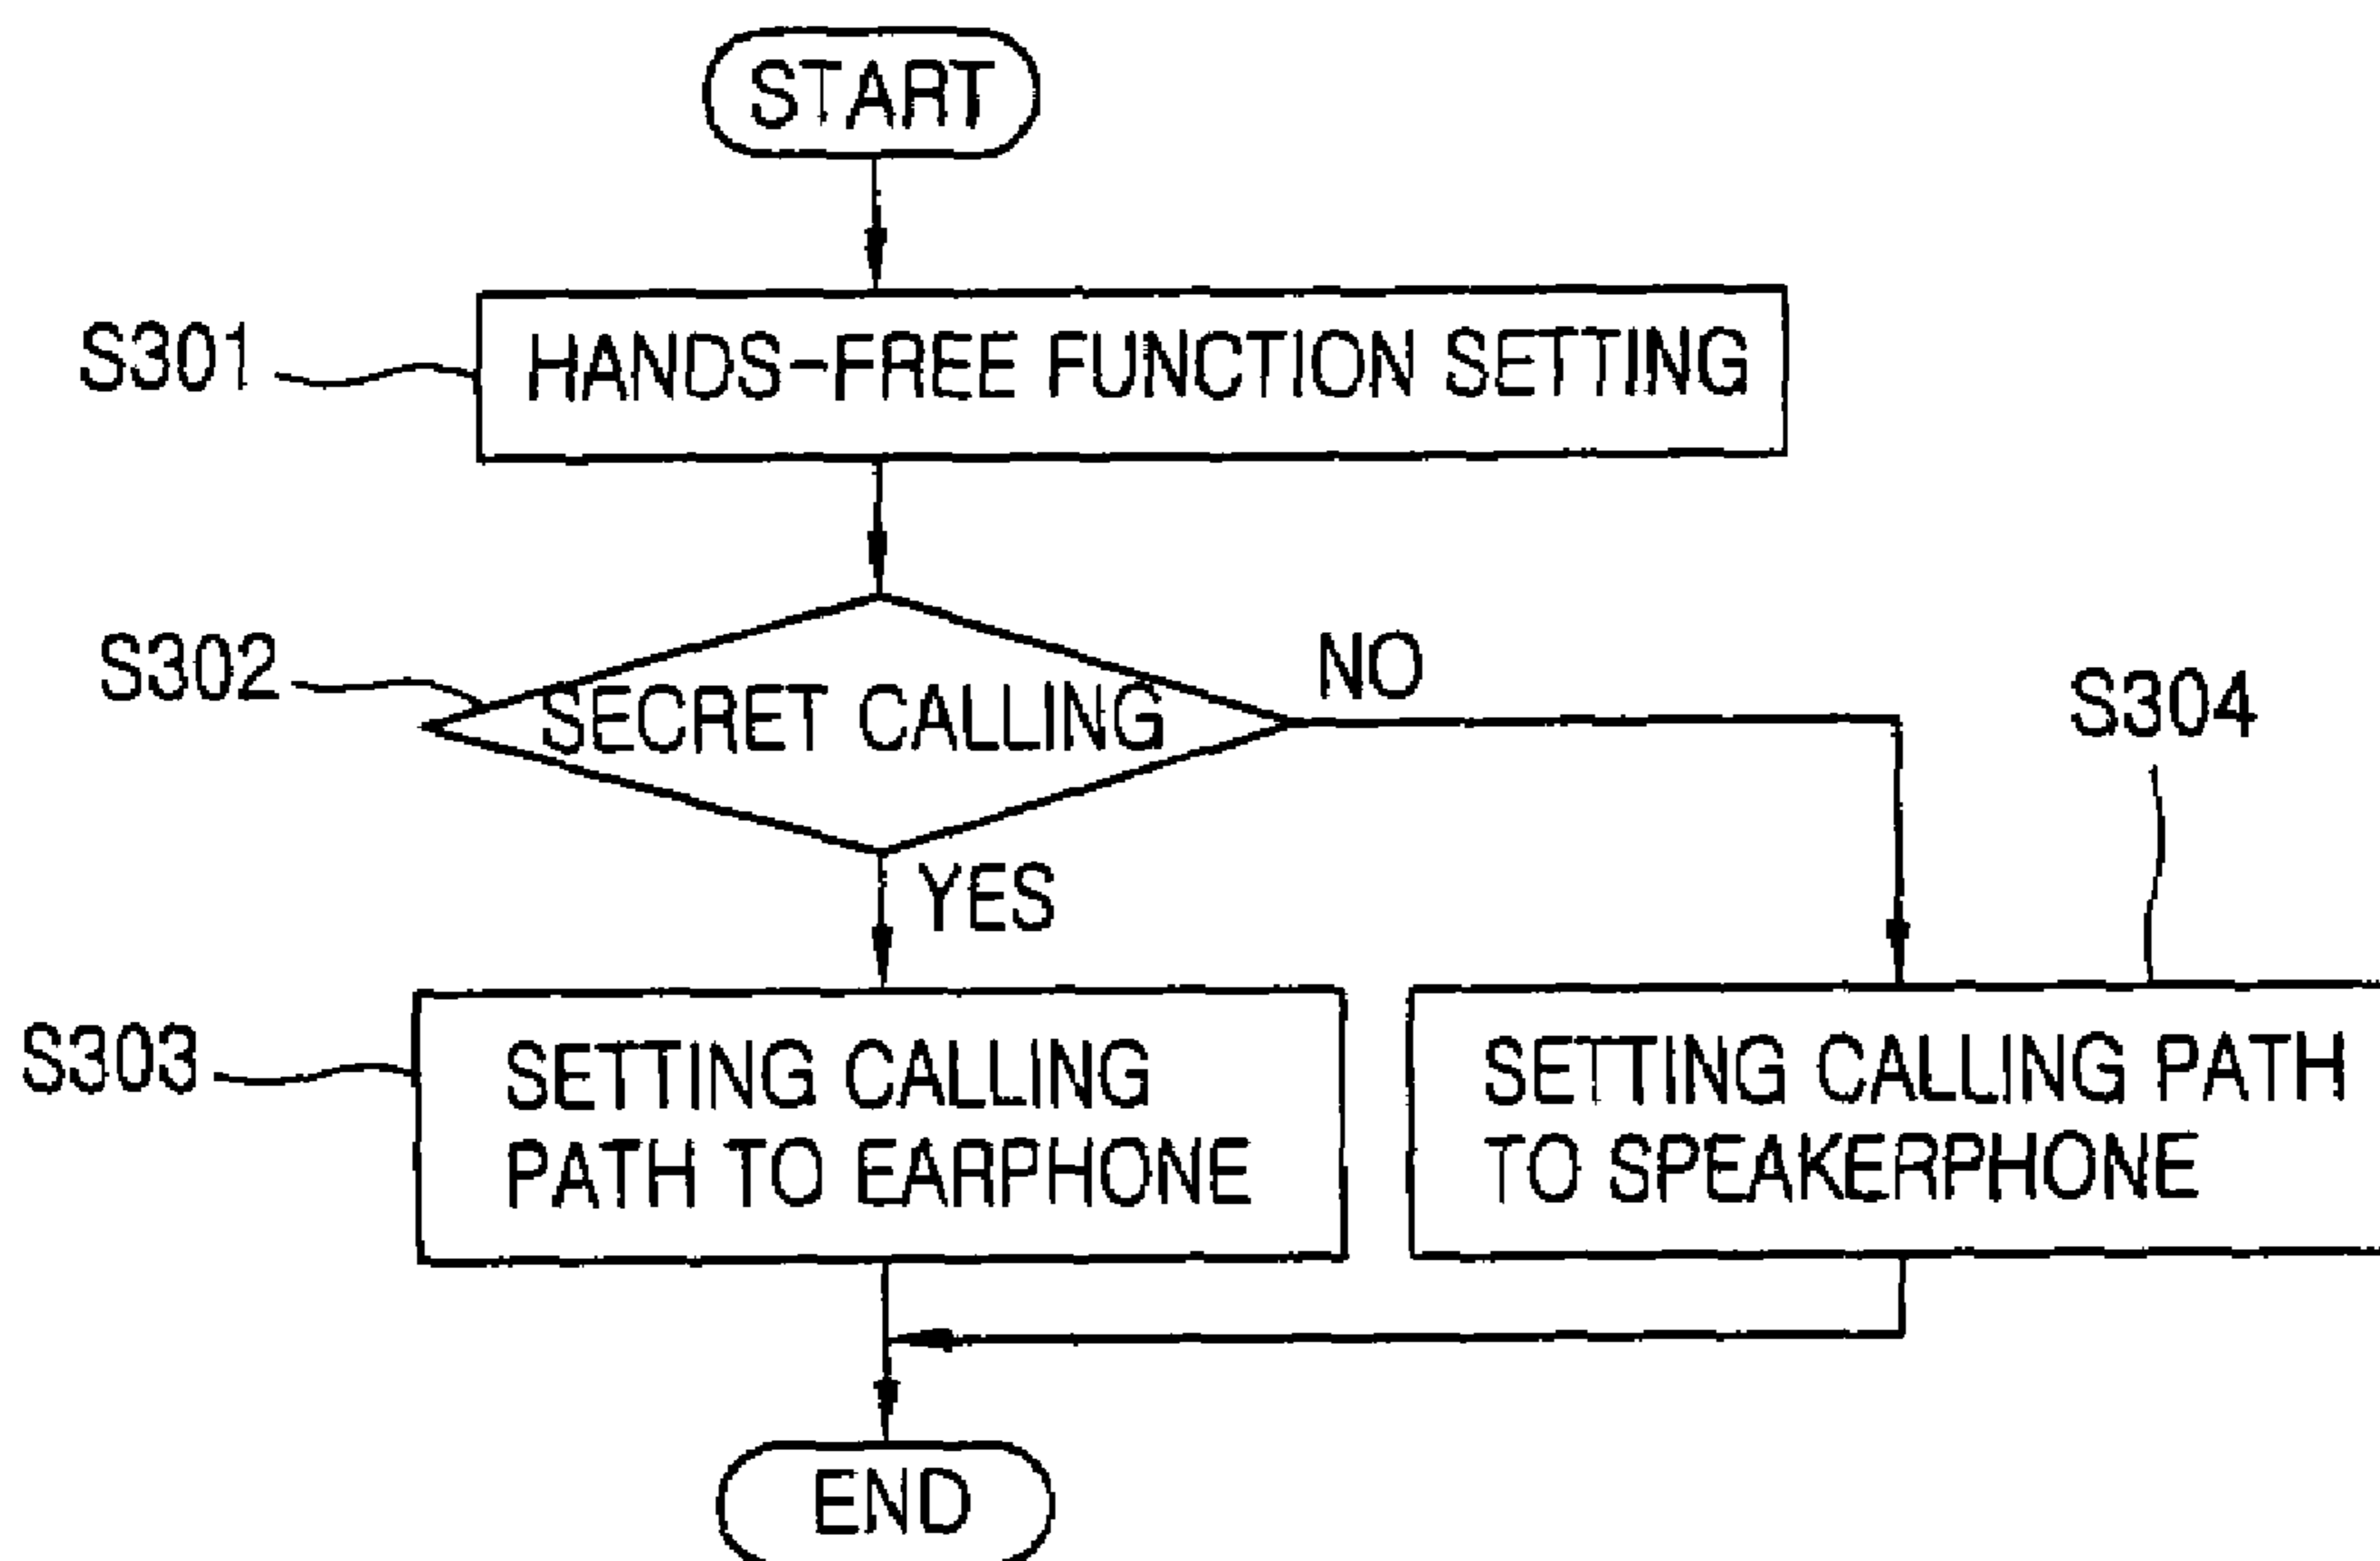 START
S301
HANDS-FREE FUNCTION SETTING
S302
SECRET CALLING
NO
S304
YES
S303
SETTING CALLING
PATH TO EARPHONE
SETTING CALLING PATH
TO SPEAKERPHONE
END